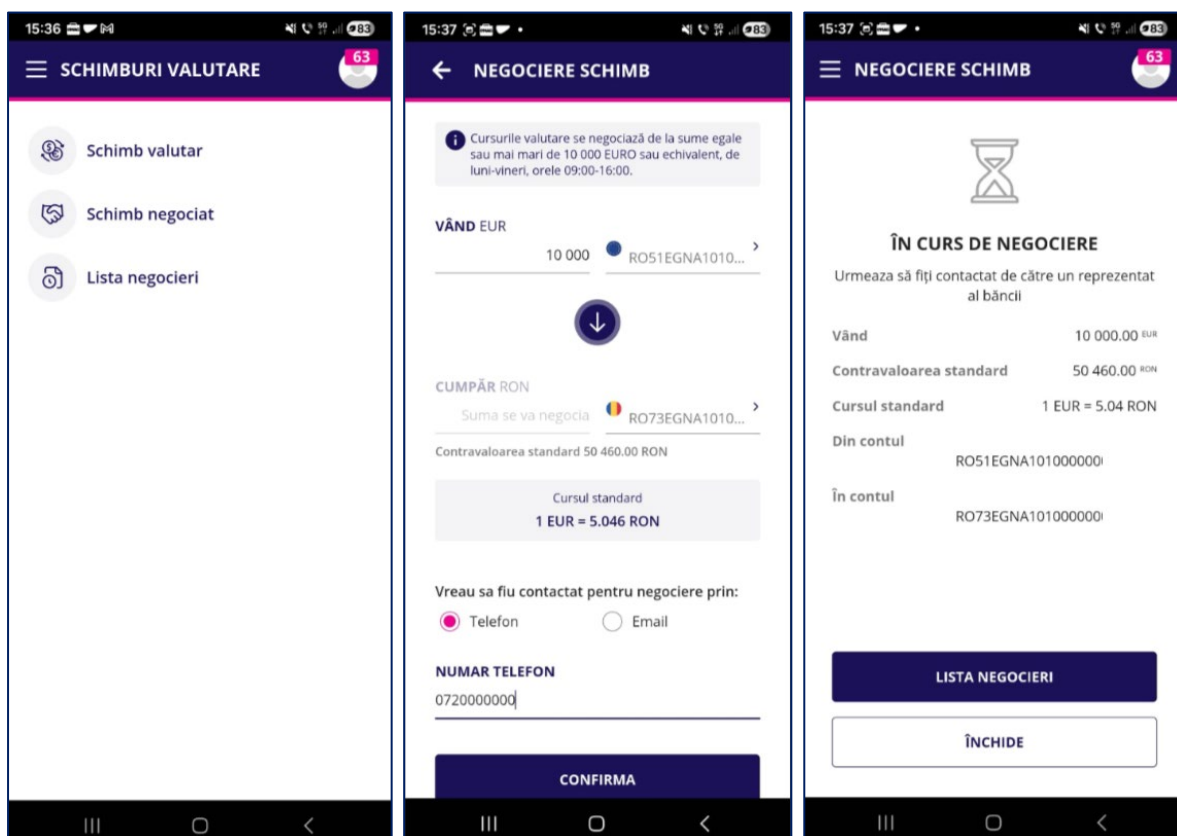 15:36
5G
83
SCHIMBURI VALUTARE
63
Schimb valutar
Schimb negociat
Lista negocieri
15:37
5G
83
NEGOCIERE SCHIMB
Cursurile valutare se negociază de la sume egale
sau mai mari de 10 000 EURO sau echivalent, de
luni-vineri, orele 09:00-16:00.
VÂND EUR
10 000 RO51EGNA1010...
CUMPĂR RON
Suma se va negocia RO73EGNA1010...
Contravaloarea standard 50 460.00 RON
Cursul standard
1 EUR = 5.046 RON
Vreau sa fiu contactat pentru negociere prin:
Telefon Email
NUMAR TELEFON
0720000000
CONFIRMA
15:37
5G
83
NEGOCIERE SCHIMB
63
ÎN CURS DE NEGOCIERE
Urmeaza să fiți contactat de către un reprezentat
al băncii
Vând 10 000.00 EUR
Contravaloarea standard 50 460.00 RON
Cursul standard 1 EUR = 5.04 RON
Din contul
RO51EGNA101000000
În contul
RO73EGNA101000000
LISTA NEGOCIERI
ÎNCHIDE